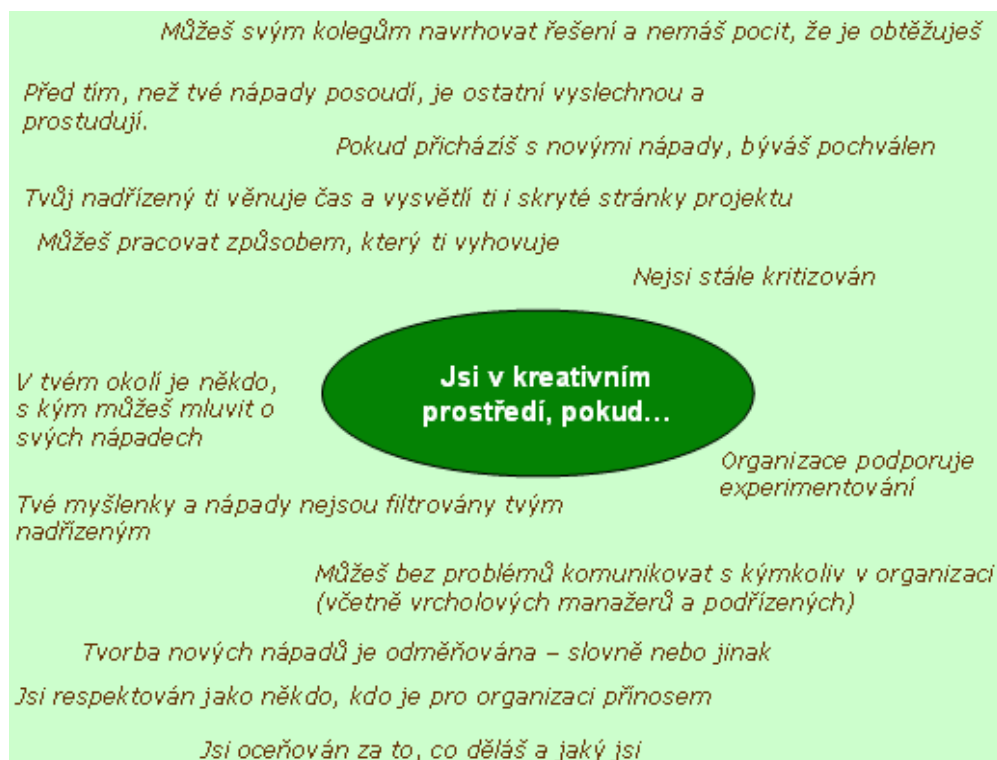 Můžeš svým kolegům navrhovat řešení a nemáš pocit, že je obtěžuješ
Před tím, než tvé nápady posoudí, je ostatní vyslechnou a
prostudují.
Pokud přicházíš s novými nápady, býváš pochválen
Tvůj nadřízený ti věnuje čas a vysvětlí ti i skryté stránky projektu
Můžeš pracovat způsobem, který ti vyhovuje
Nejsi stále kritizován
Jsi v kreativním
prostředí, pokud...
V tvém okolí je někdo,
s kým můžeš mluvit o
svých nápadech
Organizace podporuje
experimentování
Tvé myšlenky a nápady nejsou filtrovány tvým
nadřízeným
Můžeš bez problémů komunikovat s kýmkoliv v organizaci
(včetně vrcholových manažerů a podřízených)
Tvorba nových nápadů je odměňována – slovně nebo jinak
Jsi respektován jako někdo, kdo je pro organizaci přínosem
Jsi oceňován za to, co děláš a jaký jsi